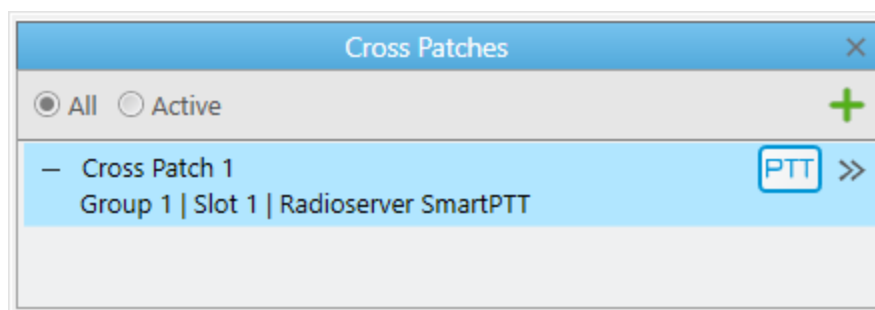 Cross Patches
All Active
Cross Patch 1 PTT
Group 1 | Slot 1 | Radioserver SmartPTT